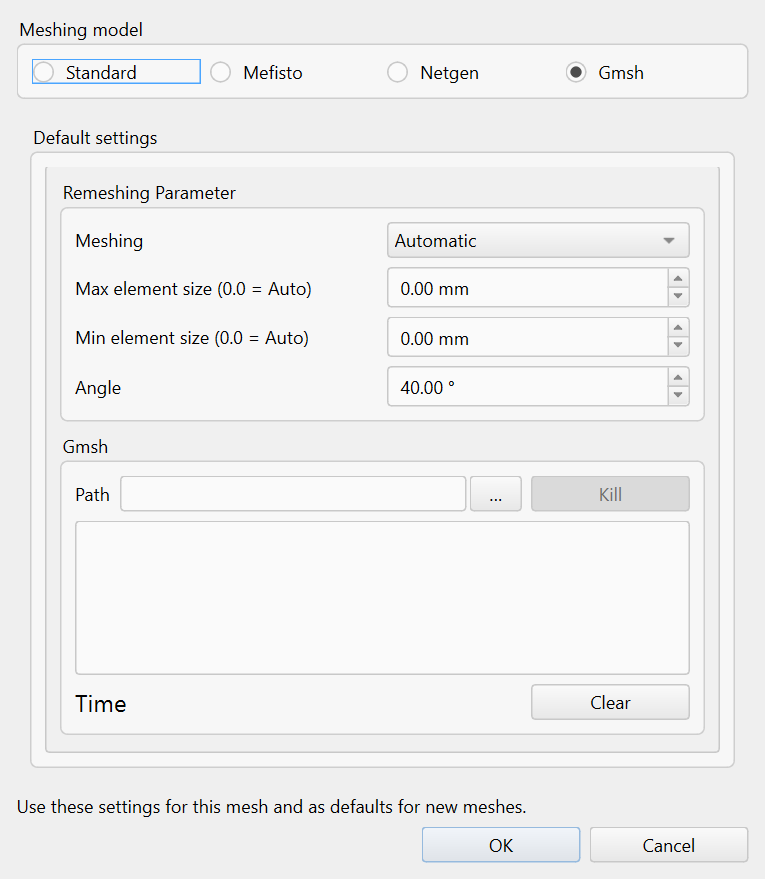 Meshing model
Standard Mefisto Netgen Gmsh
Default settings
Remeshing Parameter
Meshing Automatic
Max element size (0.0 = Auto) 0.00 mm
Min element size (0.0 = Auto) 0.00 mm
Angle 40.00 °
Gmsh
Path ... Kill
Time Clear
Use these settings for this mesh and as defaults for new meshes.
OK Cancel